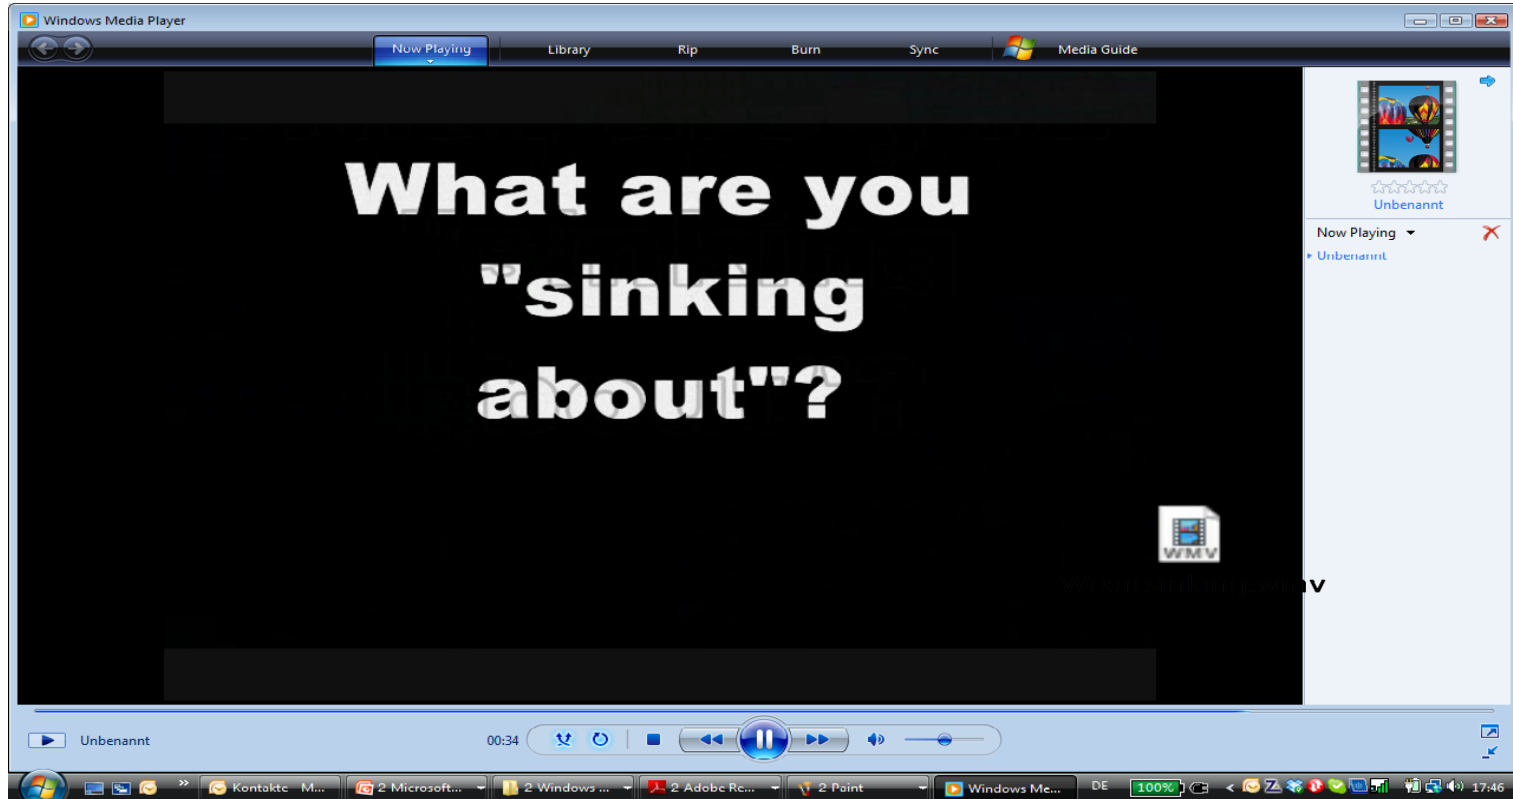 Windows Media Player
Now Playing Library Rip Burn Sync Media Guide
What are you
"sinking
about"?
Unbenannt
Now Playing
Unbenannt
WMV
Unbenannt
00:34
Kontakte M...
2 Microsoft...
2 Windows ...
2 Adobe Re...
2 Paint
Windows Me...
DE
100%
17:46